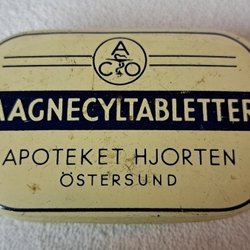 ACO
MAGNECYLTABLETTER
APOTEKET HJORTEN
ÖSTERSUND